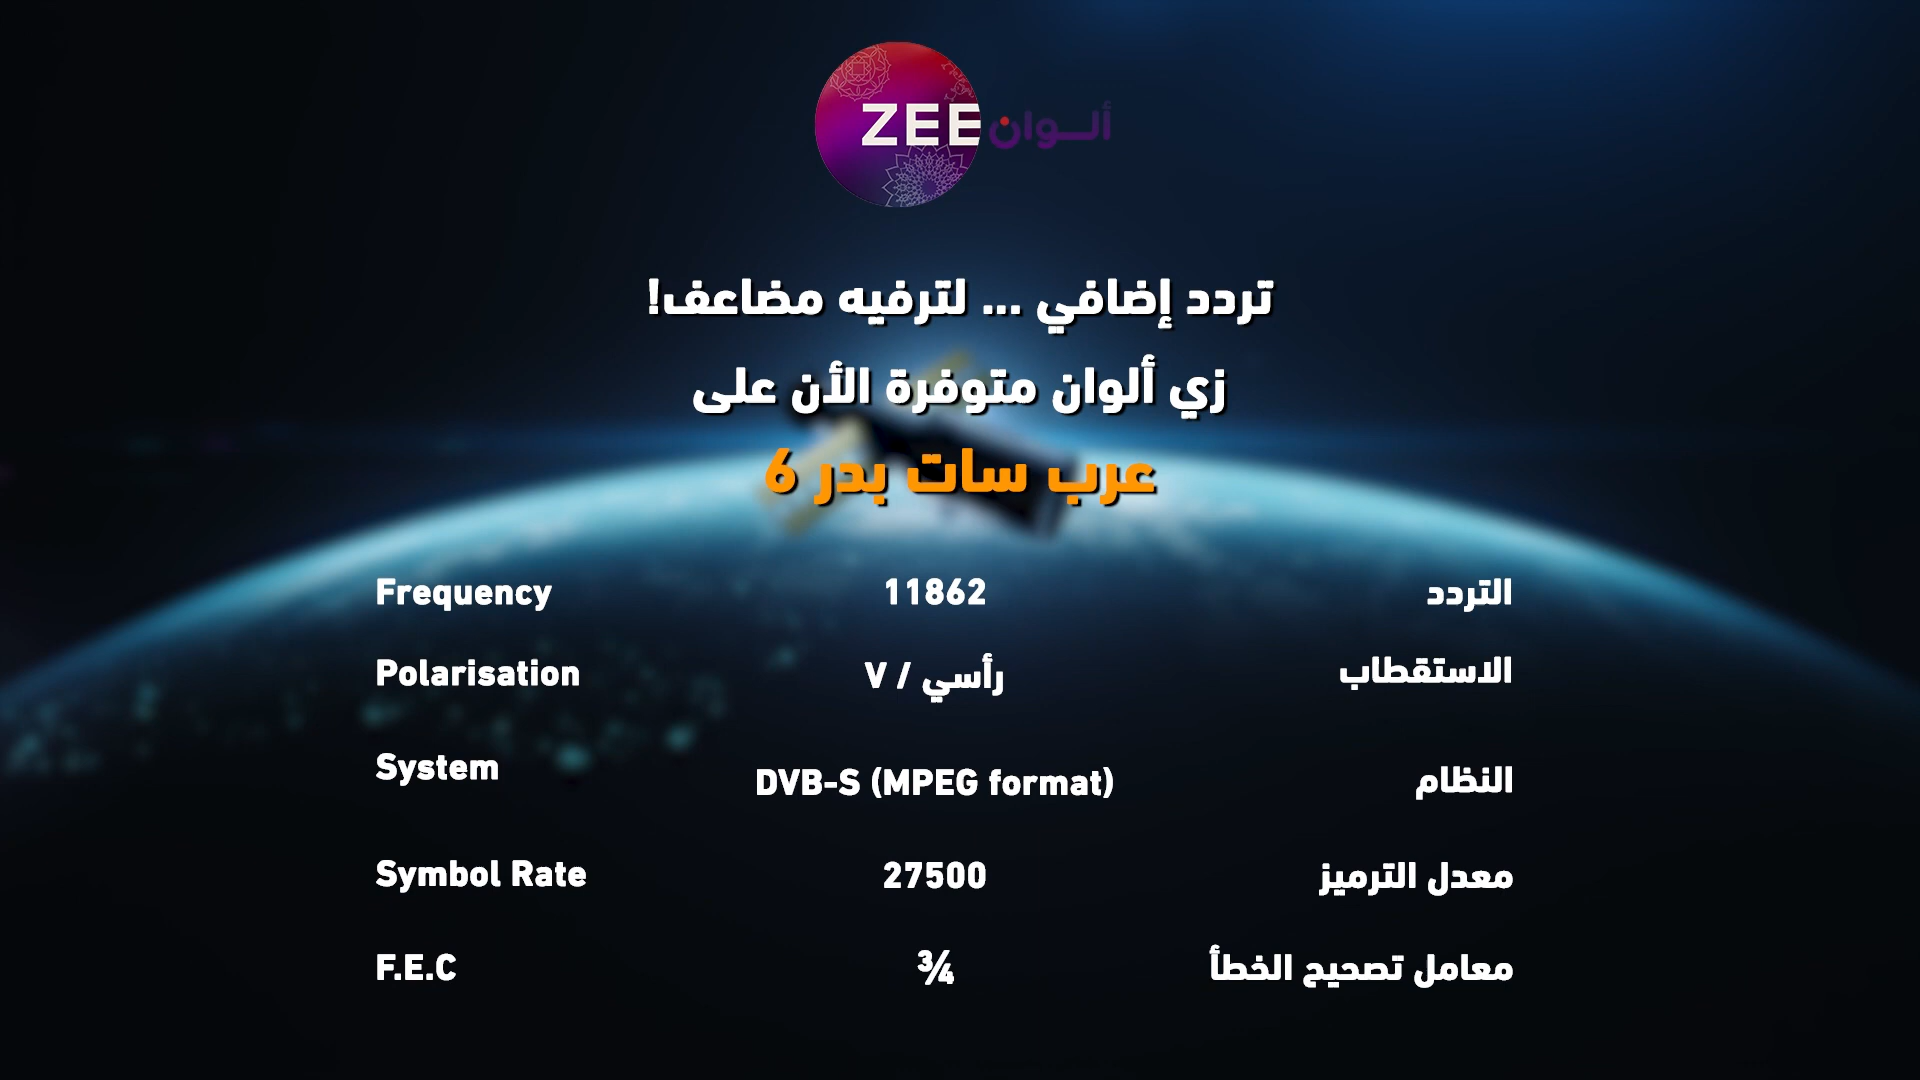 ZEE ألوان
تردد إضافي ... لترفيه مضاعف!
زي ألوان متوفرة الأن على
عرب سات بدر 6
Frequency 11862 التردد
Polarisation رأسي / V الاستقطاب
System DVB-S (MPEG format) النظام
Symbol Rate 27500 معدل الترميز
F.E.C ¾ معامل تصحيح الخطأ